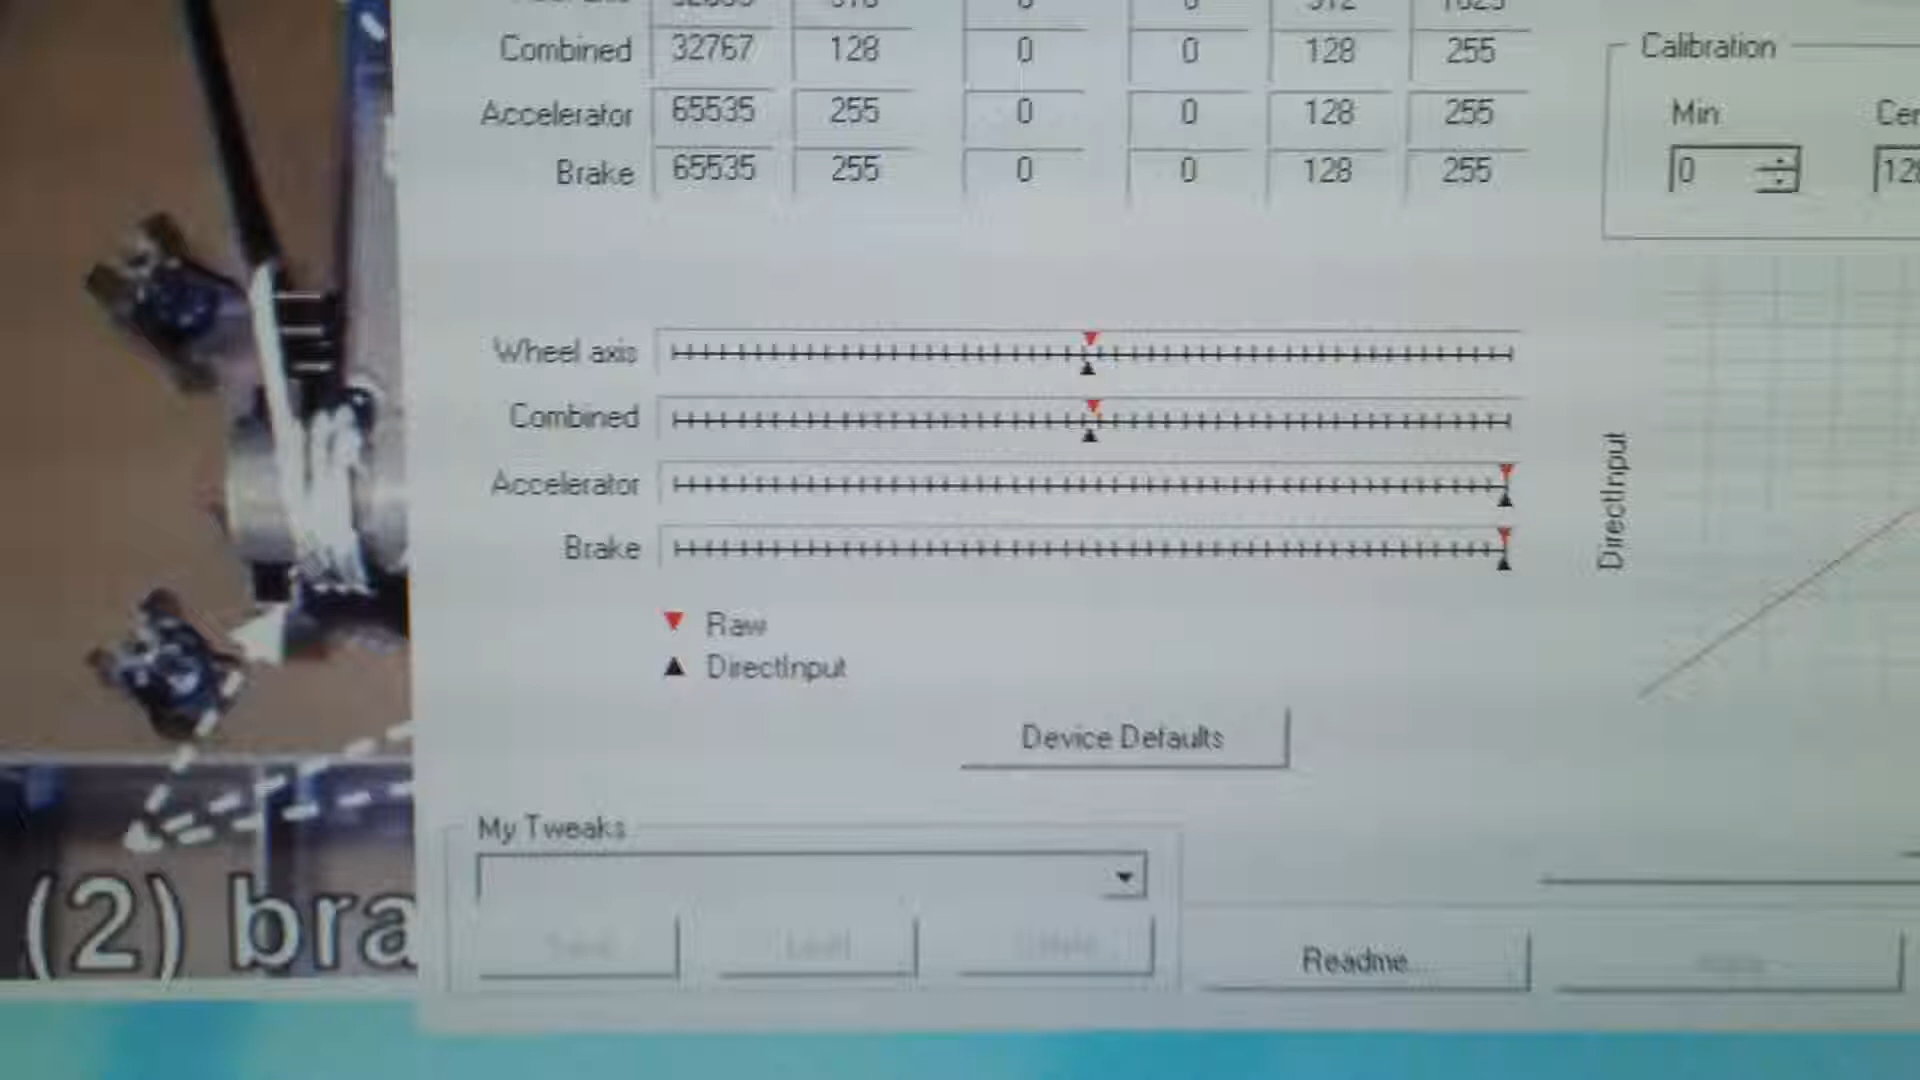 Combined 32767 128 0 0 128 255
Calibration
Accelerator 65535 255 0 0 128 255
Min
Brake 65535 255 0 0 128 255
0
Wheel axis
Combined
Accelerator
Brake
DirectInput
Raw
DirectInput
Device Defaults
My Tweaks
(2) bra
Readme...